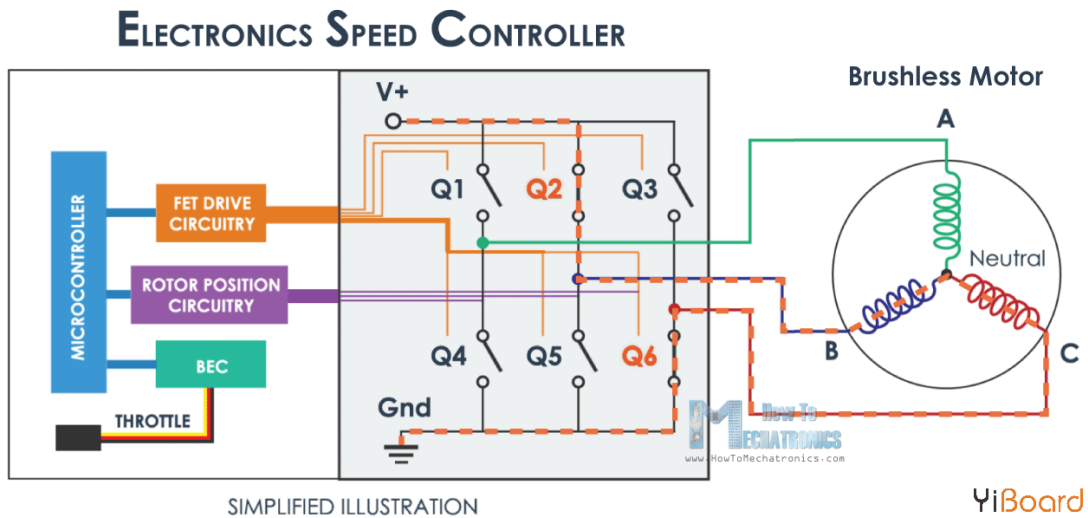 ELECTRONICS SPEED CONTROLLER
Brushless Motor
V+
A
Q1
Q2
Q3
MICROCONTROLLER
FET DRIVE
CIRCUITRY
Neutral
ROTOR POSITION
CIRCUITRY
B
C
Q4
Q5
Q6
BEC
Gnd
THROTTLE
How To
MECHATRONICS
www.HowToMechatronics.com
SIMPLIFIED ILLUSTRATION
YiBoard